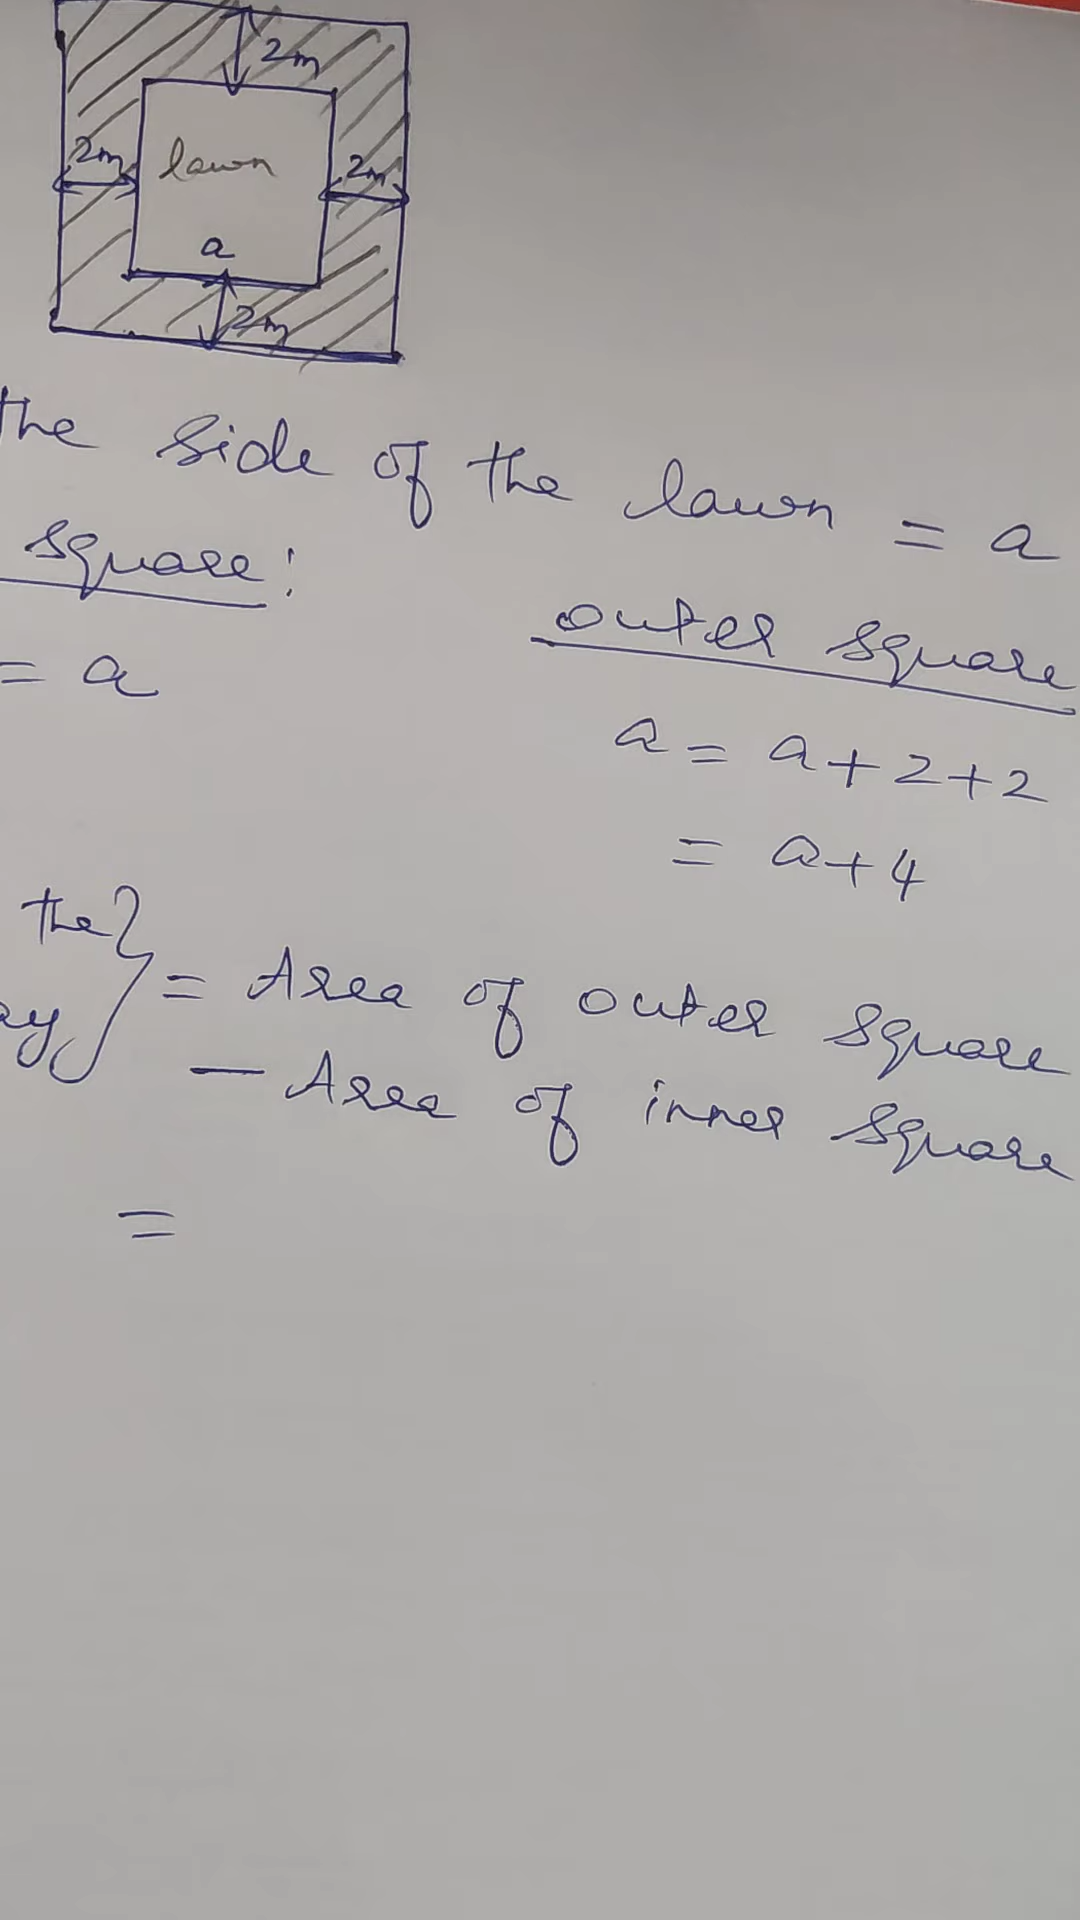 2m
2m lawn 2m
a
2m
the side of the lawn = a
square:
outer square
= a
a = a+2+2
= a+4
the
ay } = Area of outer square
— Area of inner square
=